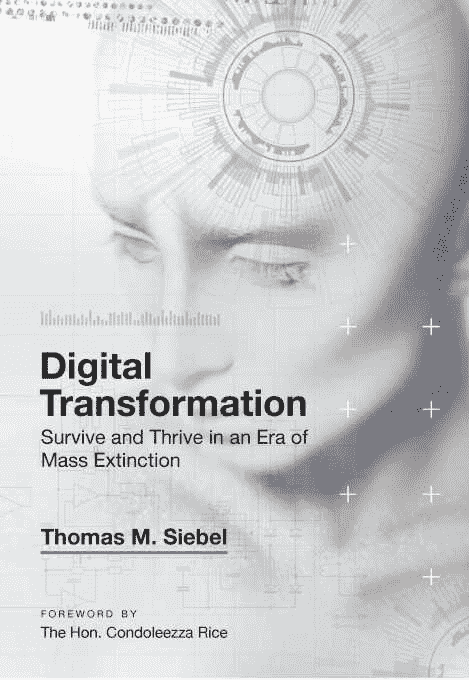 Digital
Transformation
Survive and Thrive in an Era of
Mass Extinction
Thomas M. Siebel
FOREWORD BY
The Hon. Condoleezza Rice